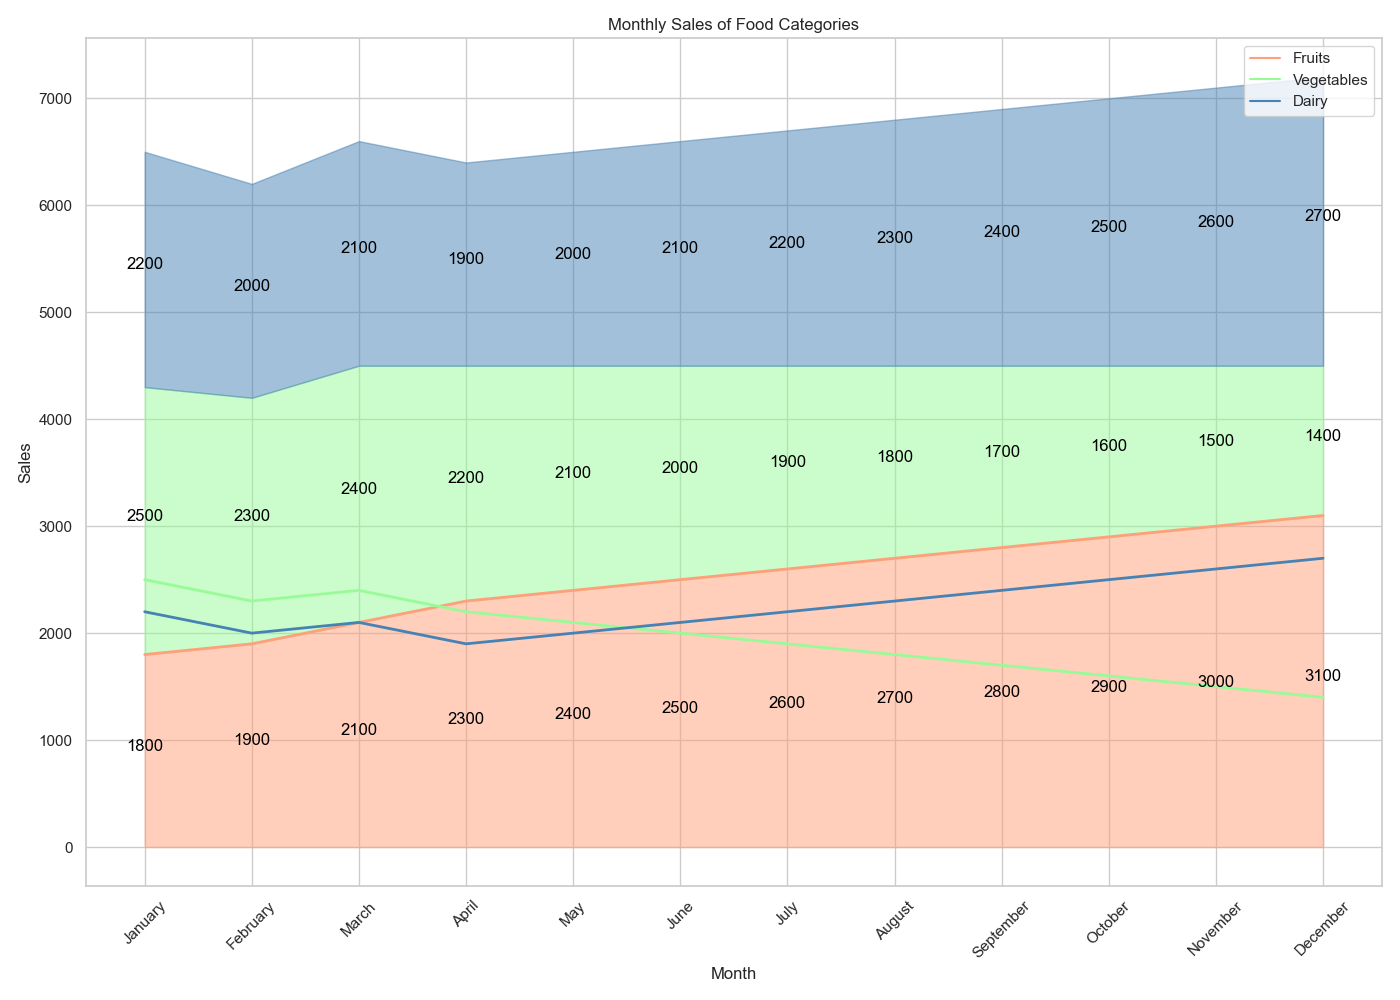 Monthly Sales of Food Categories
Fruits
Vegetables
Dairy
7000
6000
5000
4000
3000
2000
1000
0
Sales
2200
2000
2100
1900
2000
2100
2200
2300
2400
2500
2600
2700
2500
2300
2400
2200
2100
2000
1900
1800
1700
1600
1500
1400
1800
1900
2100
2300
2400
2500
2600
2700
2800
2900
3000
3100
January
February
March
April
May
June
July
August
September
October
November
December
Month